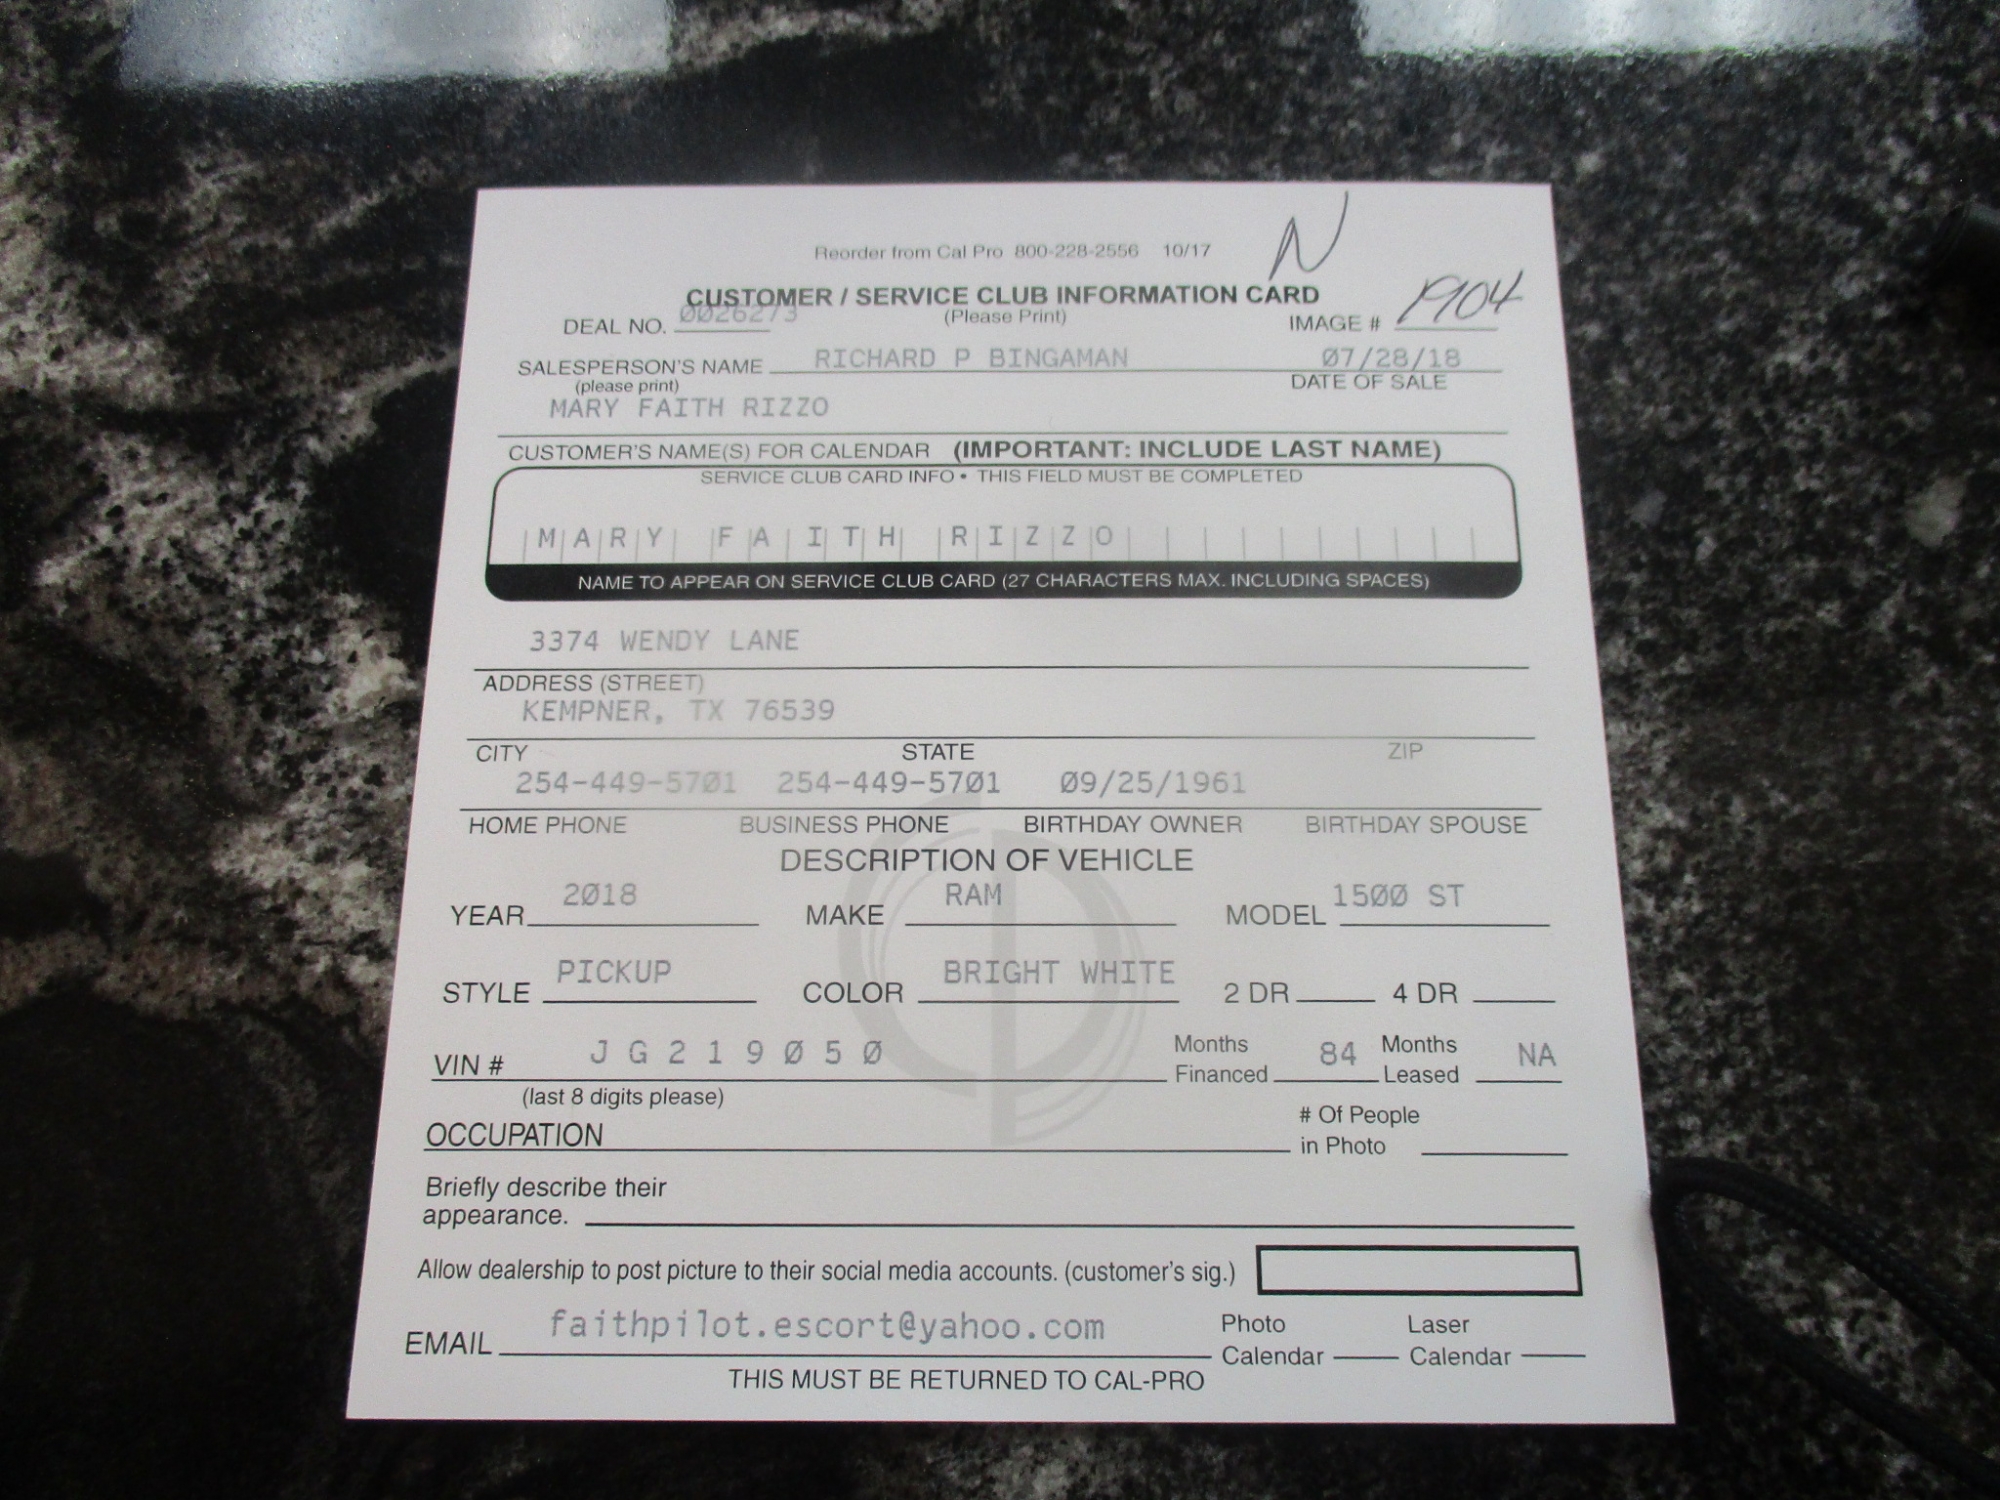 Reorder from Cal Pro 800-228-2556 10/17 N
CUSTOMER / SERVICE CLUB INFORMATION CARD
DEAL NO. 0026273 (Please Print) IMAGE # 1904
SALESPERSON'S NAME RICHARD P BINGAMAN 07/28/18
(please print) DATE OF SALE
MARY FAITH RIZZO
CUSTOMER'S NAME(S) FOR CALENDAR (IMPORTANT: INCLUDE LAST NAME)
SERVICE CLUB CARD INFO • THIS FIELD MUST BE COMPLETED
MARY FAITH RIZZO
NAME TO APPEAR ON SERVICE CLUB CARD (27 CHARACTERS MAX. INCLUDING SPACES)
3374 WENDY LANE
ADDRESS (STREET)
KEMPNER, TX 76539
CITY STATE ZIP
254-449-5701 254-449-5701 09/25/1961
HOME PHONE BUSINESS PHONE BIRTHDAY OWNER BIRTHDAY SPOUSE
DESCRIPTION OF VEHICLE
YEAR 2018 MAKE RAM MODEL 1500 ST
STYLE PICKUP COLOR BRIGHT WHITE 2 DR 4 DR
VIN # JG219050 Months Financed 84 Months Leased NA
(last 8 digits please)
OCCUPATION # Of People in Photo
Briefly describe their
appearance.
Allow dealership to post picture to their social media accounts. (customer's sig.)
EMAIL faithpilot.escort@yahoo.com Photo Calendar Laser Calendar
THIS MUST BE RETURNED TO CAL-PRO